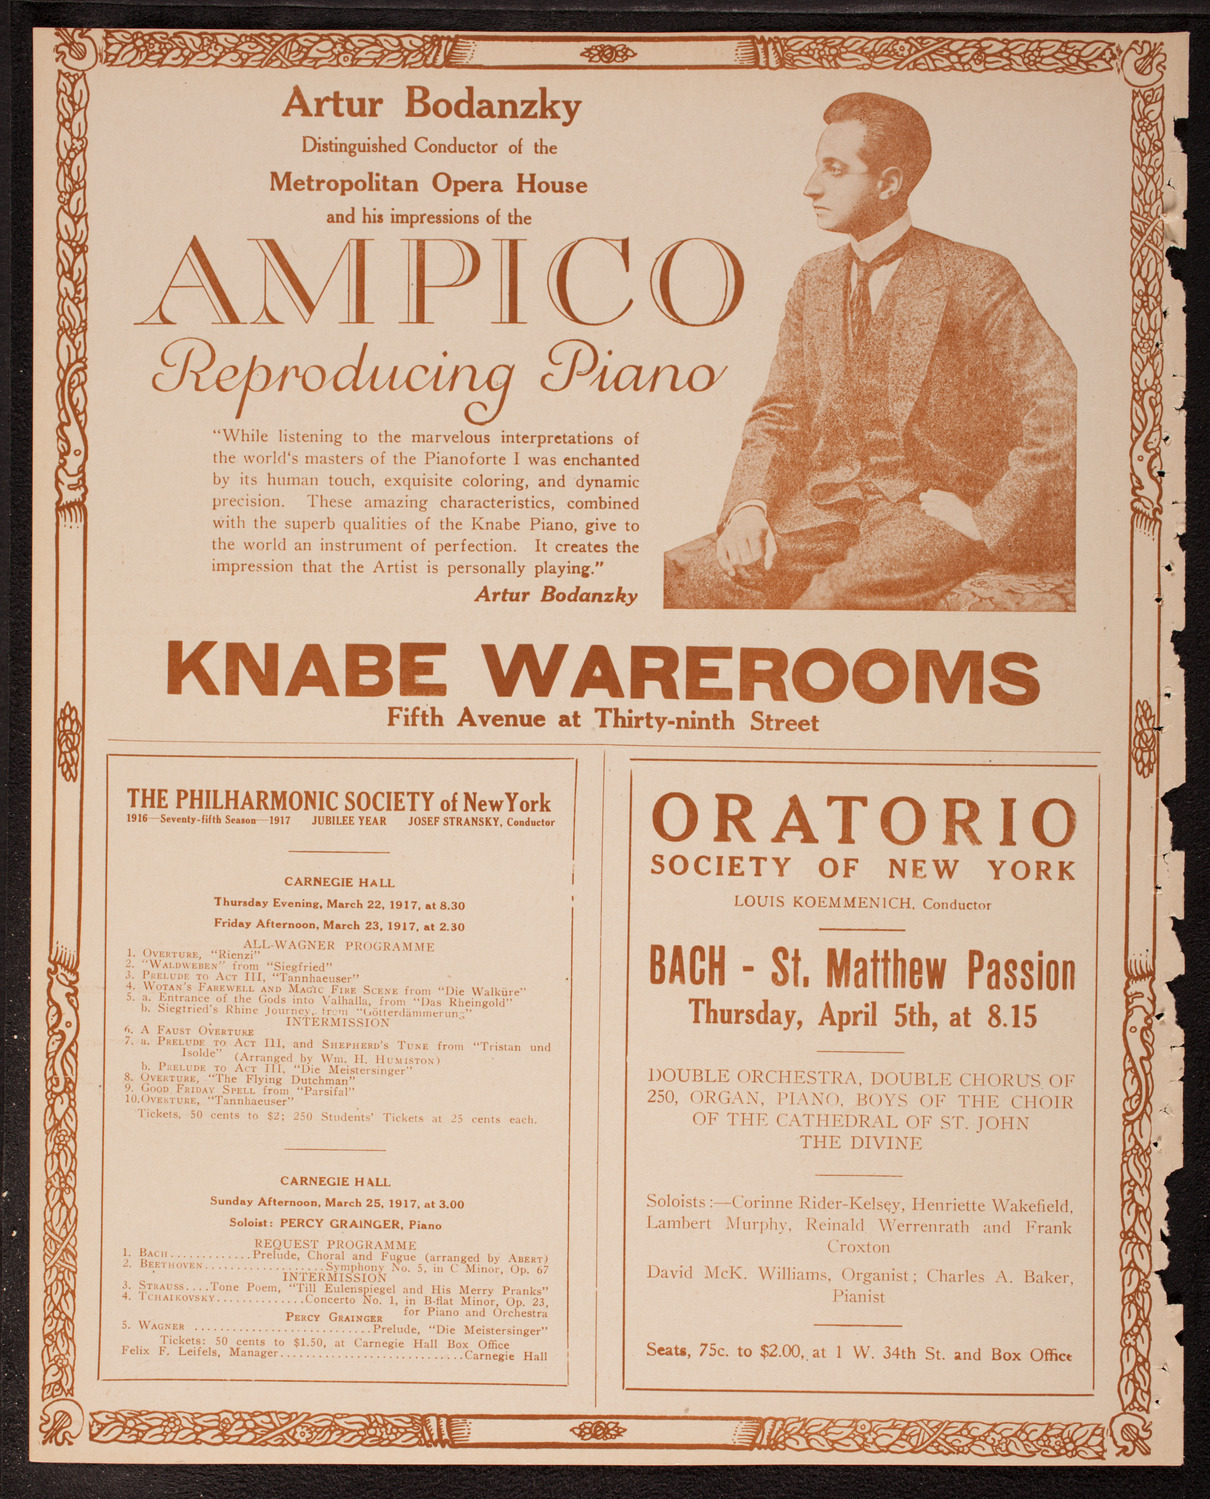 Artur Bodanzky
Distinguished Conductor of the
Metropolitan Opera House
and his impressions of the
AMPICO
Reproducing Piano
"While listening to the marvelous interpretations of
the world's masters of the Pianoforte I was enchanted
by its human touch, exquisite coloring, and dynamic
precision. These amazing characteristics, combined
with the superb qualities of the Knabe Piano, give to
the world an instrument of perfection. It creates the
impression that the Artist is personally playing."
Artur Bodanzky
KNABE WAREROOMS
Fifth Avenue at Thirty-ninth Street
THE PHILHARMONIC SOCIETY of New York
1916—Seventy-fifth Season—1917 JUBILEE YEAR JOSEF STRANSKY, Conductor
CARNEGIE HALL
Thursday Evening, March 22, 1917, at 8.30
Friday Afternoon, March 23, 1917, at 2.30
ALL-WAGNER PROGRAMME
1. OVERTURE, "Rienzi"
2. "WALDWEBEN" from "Siegfried"
3. PRELUDE TO ACT III, "Tannhaeuser"
4. WOTAN'S FAREWELL AND MAGIC FIRE SCENE from "Die Walküre"
5. a. Entrance of the Gods into Valhalla, from "Das Rheingold"
b. Siegfried's Rhine Journey, from "Götterdämmerung"
INTERMISSION
6. A FAUST OVERTURE
7. a. PRELUDE TO ACT III, and SHEPHERD'S TUNE from "Tristan und
Isolde" (Arranged by WM. H. HUMISTON)
b. PRELUDE TO ACT III, "Die Meistersinger"
8. OVERTURE, "The Flying Dutchman"
9. GOOD FRIDAY SPELL from "Parsifal"
10. OVERTURE, "Tannhaeuser"
Tickets, 50 cents to $2; 250 Students' Tickets at 25 cents each.
CARNEGIE HALL
Sunday Afternoon, March 25, 1917, at 3.00
Soloist: PERCY GRAINGER, Piano
REQUEST PROGRAMME
1. BACH............Prelude, Choral and Fugue (arranged by ABERT)
2. BEETHOVEN..................Symphony No. 5, in C Minor, Op. 67
INTERMISSION
3. STRAUSS....Tone Poem, "Till Eulenspiegel and His Merry Pranks"
4. TCHAIKOVSKY.............Concerto No. 1, in B-flat Minor, Op. 23,
for Piano and Orchestra
PERCY GRAINGER
5. WAGNER ...........................Prelude, "Die Meistersinger"
Tickets: 50 cents to $1.50, at Carnegie Hall Box Office
Felix F. Leifels, Manager............................Carnegie Hall
ORATORIO
SOCIETY OF NEW YORK
LOUIS KOEMMENICH, Conductor
BACH - St. Matthew Passion
Thursday, April 5th, at 8.15
DOUBLE ORCHESTRA, DOUBLE CHORUS OF
250, ORGAN, PIANO, BOYS OF THE CHOIR
OF THE CATHEDRAL OF ST. JOHN
THE DIVINE
Soloists:—Corinne Rider-Kelsey, Henriette Wakefield,
Lambert Murphy, Reinald Werrenrath and Frank
Croxton
David McK. Williams, Organist; Charles A. Baker,
Pianist
Seats, 75c. to $2.00, at 1 W. 34th St. and Box Office